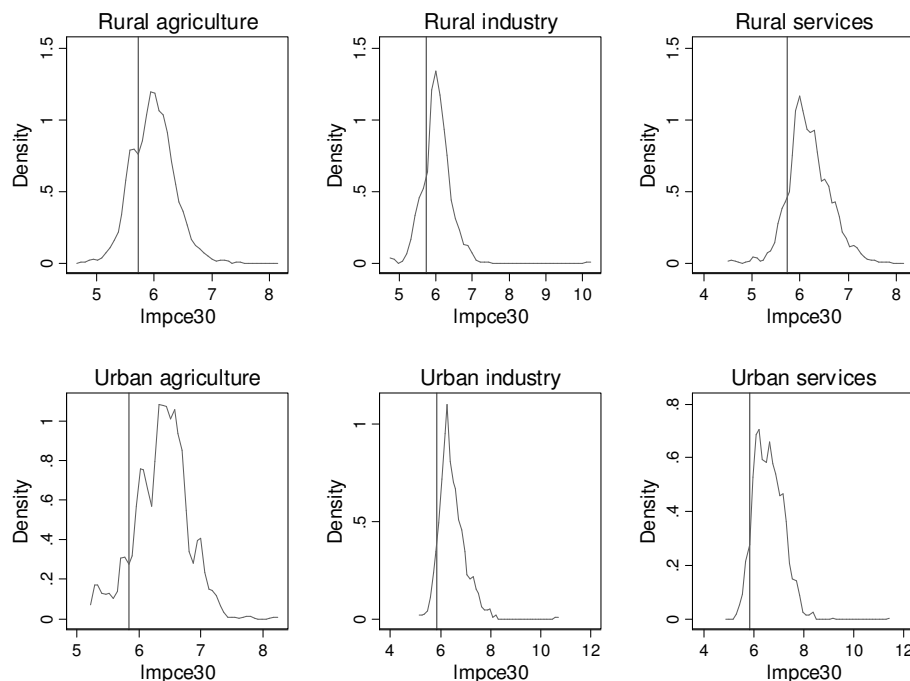 Rural agriculture
Density
1.5
1
.5
0
5 6 7 8
lmpce30
Rural industry
Density
1.5
1
.5
0
5 6 7 8 9 10
lmpce30
Rural services
Density
1.5
1
.5
0
4 5 6 7 8
lmpce30
Urban agriculture
Density
1
.8
.6
.4
.2
0
5 6 7 8
lmpce30
Urban industry
Density
1
.5
0
4 6 8 10 12
lmpce30
Urban services
Density
.8
.6
.4
.2
0
4 6 8 10 12
lmpce30